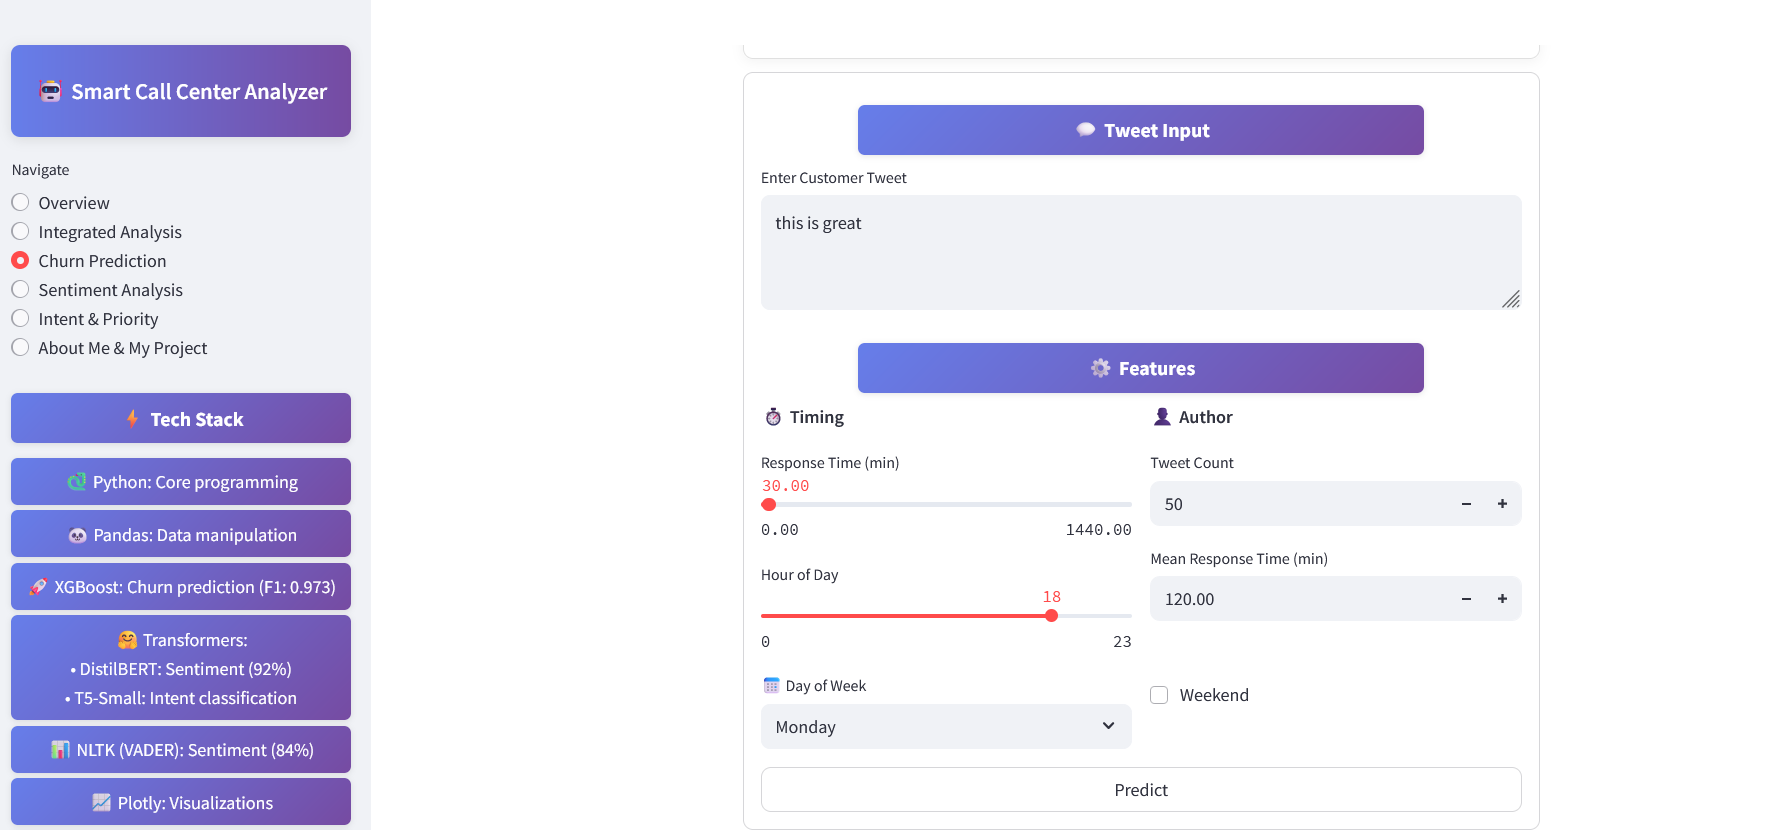 Smart Call Center Analyzer
Navigate
Overview
Integrated Analysis
Churn Prediction
Sentiment Analysis
Intent & Priority
About Me & My Project
Tech Stack
Python: Core programming
Pandas: Data manipulation
XGBoost: Churn prediction (F1: 0.973)
Transformers:
• DistilBERT: Sentiment (92%)
• T5-Small: Intent classification
NLTK (VADER): Sentiment (84%)
Plotly: Visualizations
Tweet Input
Enter Customer Tweet
this is great
Features
Timing
Response Time (min)
30.00
0.00 1440.00
Hour of Day
18
0 23
Day of Week
Monday
Author
Tweet Count
50 − +
Mean Response Time (min)
120.00 − +
Weekend
Predict